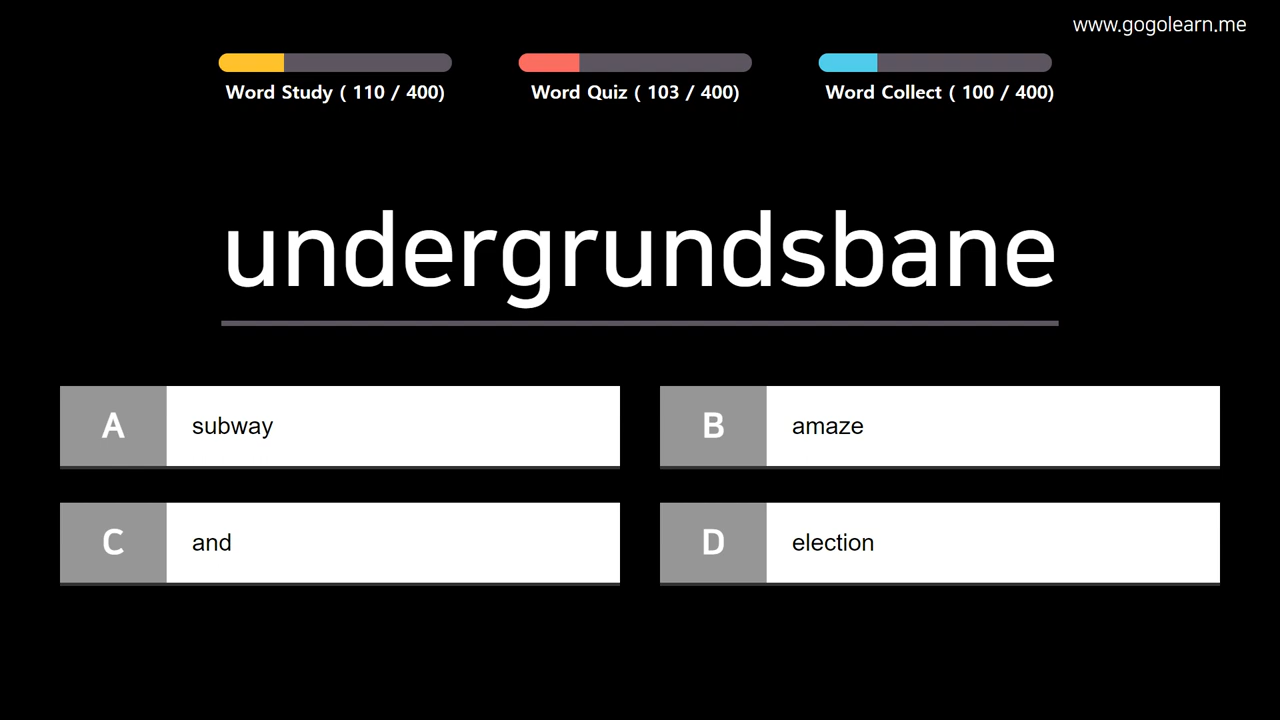 www.gogolearn.me
Word Study ( 110 / 400)
Word Quiz ( 103 / 400)
Word Collect ( 100 / 400)
undergrundsbane
A
subway
B
amaze
C
and
D
election